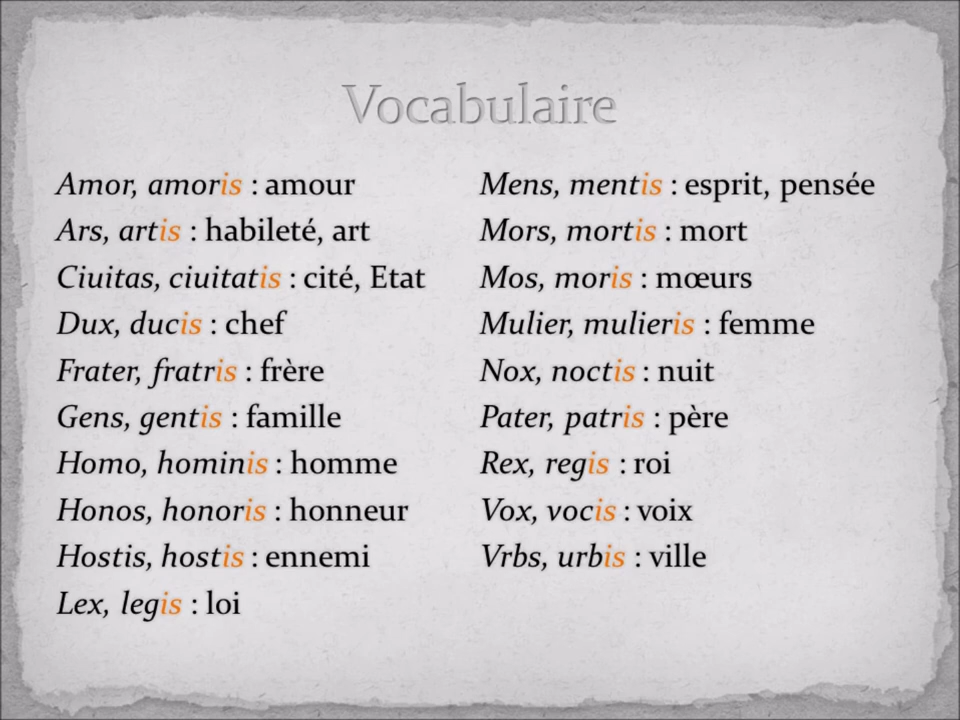 Vocabulaire
Amor, amoris : amour
Ars, artis : habileté, art
Ciuitas, ciuitatis : cité, Etat
Dux, ducis : chef
Frater, fratris : frère
Gens, gentis : famille
Homo, hominis : homme
Honos, honoris : honneur
Hostis, hostis : ennemi
Lex, legis : loi
Mens, mentis : esprit, pensée
Mors, mortis : mort
Mos, moris : mœurs
Mulier, mulieris : femme
Nox, noctis : nuit
Pater, patris : père
Rex, regis : roi
Vox, vocis : voix
Vrbs, urbis : ville